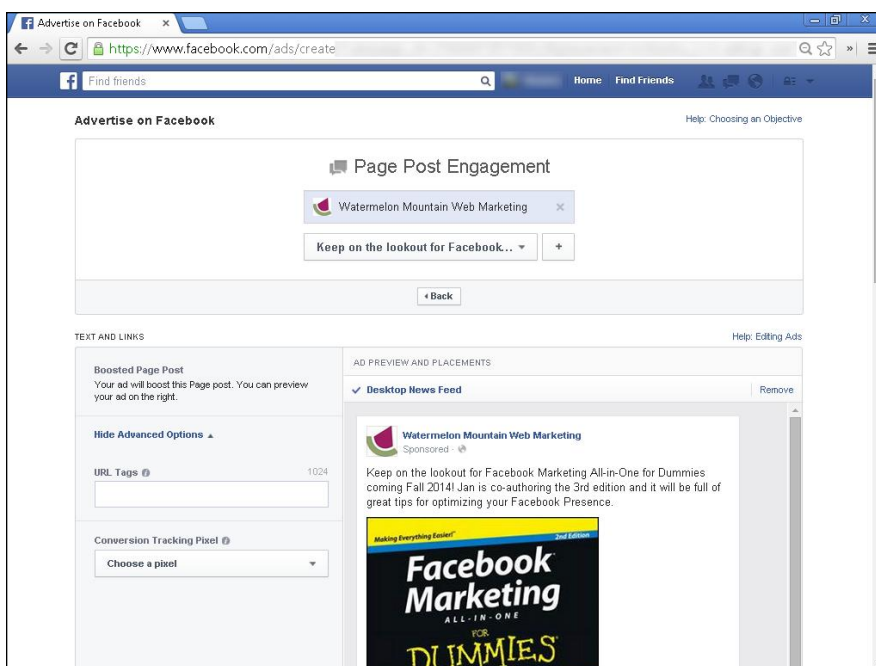 Advertise on Facebook
https://www.facebook.com/ads/create
Find friends
Home Find Friends
Advertise on Facebook
Help: Choosing an Objective
Page Post Engagement
Watermelon Mountain Web Marketing
Keep on the lookout for Facebook...
+
Back
TEXT AND LINKS
Help: Editing Ads
Boosted Page Post
Your ad will boost this Page post. You can preview
your ad on the right.
Hide Advanced Options
URL Tags
1024
Conversion Tracking Pixel
Choose a pixel
AD PREVIEW AND PLACEMENTS
Desktop News Feed
Remove
Watermelon Mountain Web Marketing
Sponsored ·
Keep on the lookout for Facebook Marketing All-in-One for Dummies
coming Fall 2014! Jan is co-authoring the 3rd edition and it will be full of
great tips for optimizing your Facebook Presence.
Making Everything Easier!™
2nd Edition
Facebook
Marketing
ALL-IN-ONE
FOR
DUMMIES